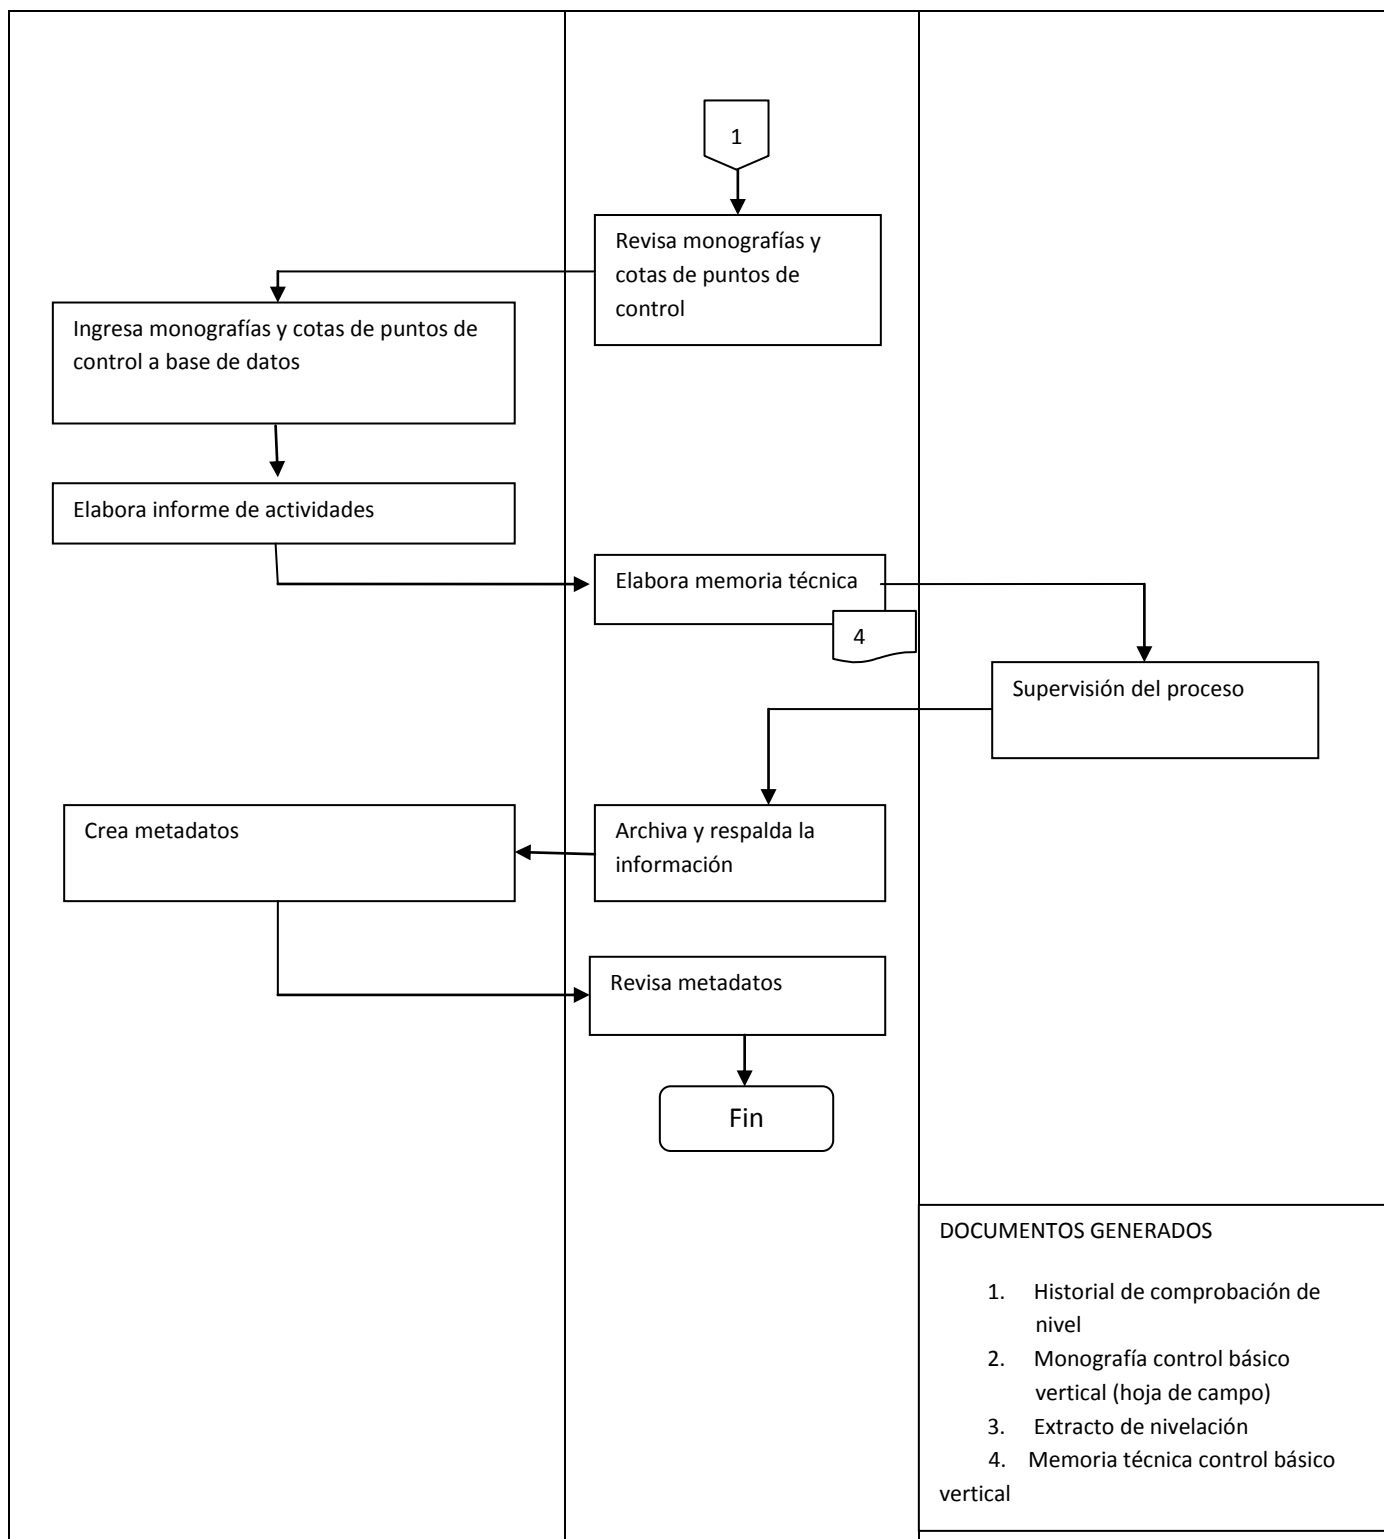 1
Revisa monografías y
cotas de puntos de
control
Ingresa monografías y cotas de puntos de
control a base de datos
Elabora informe de actividades
Elabora memoria técnica
4
Supervisión del proceso
Archiva y respalda la
información
Crea metadatos
Revisa metadatos
Fin
DOCUMENTOS GENERADOS
1. Historial de comprobación de
nivel
2. Monografía control básico
vertical (hoja de campo)
3. Extracto de nivelación
4. Memoria técnica control básico
vertical